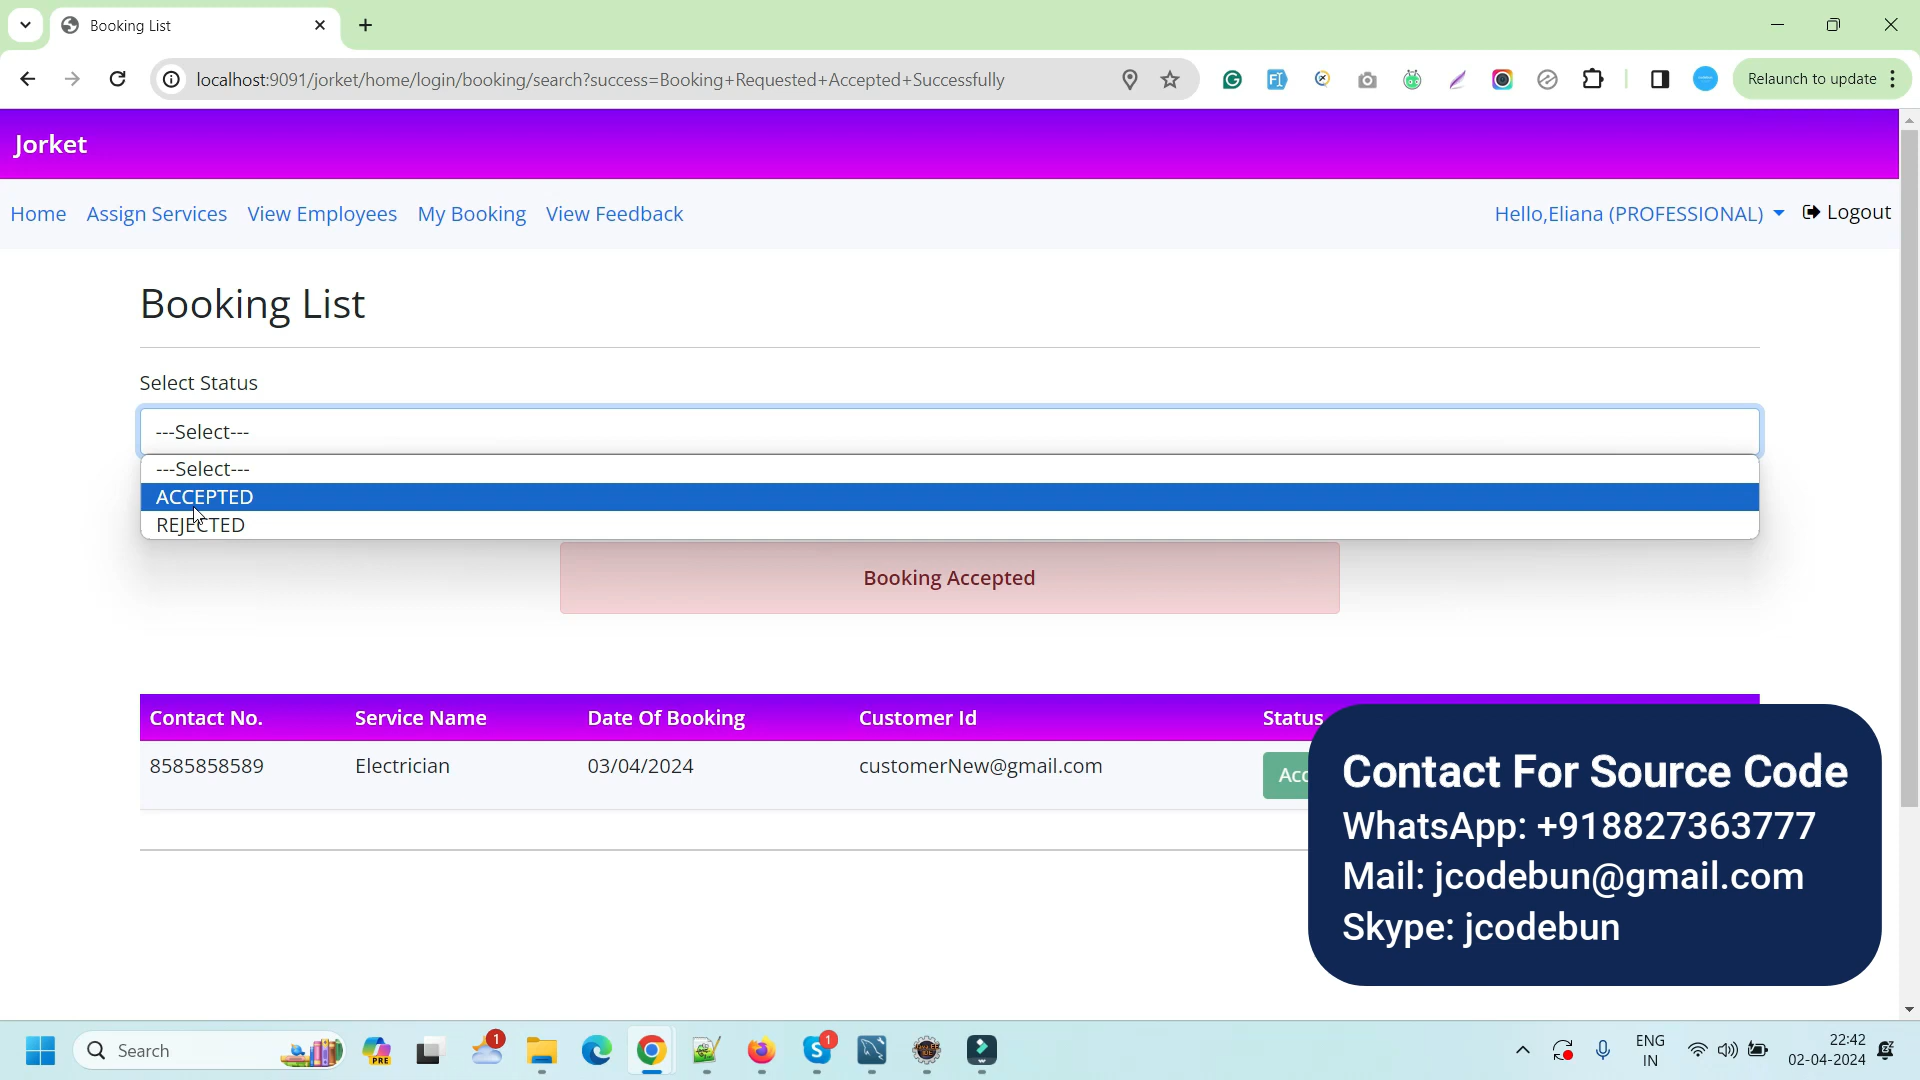 Booking List
localhost:9091/jorket/home/login/booking/search?success=Booking+Requested+Accepted+Successfully
Relaunch to update
Jorket
Home Assign Services View Employees My Booking View Feedback
Hello,Eliana (PROFESSIONAL) Logout
Booking List
Select Status
---Select---
---Select---
ACCEPTED
REJECTED
Booking Accepted
Contact No. Service Name Date Of Booking Customer Id Status
8585858589 Electrician 03/04/2024 customerNew@gmail.com Acc
Contact For Source Code
WhatsApp: +918827363777
Mail: jcodebun@gmail.com
Skype: jcodebun
Search
PRE
1
1
ENG
IN
22:42
02-04-2024